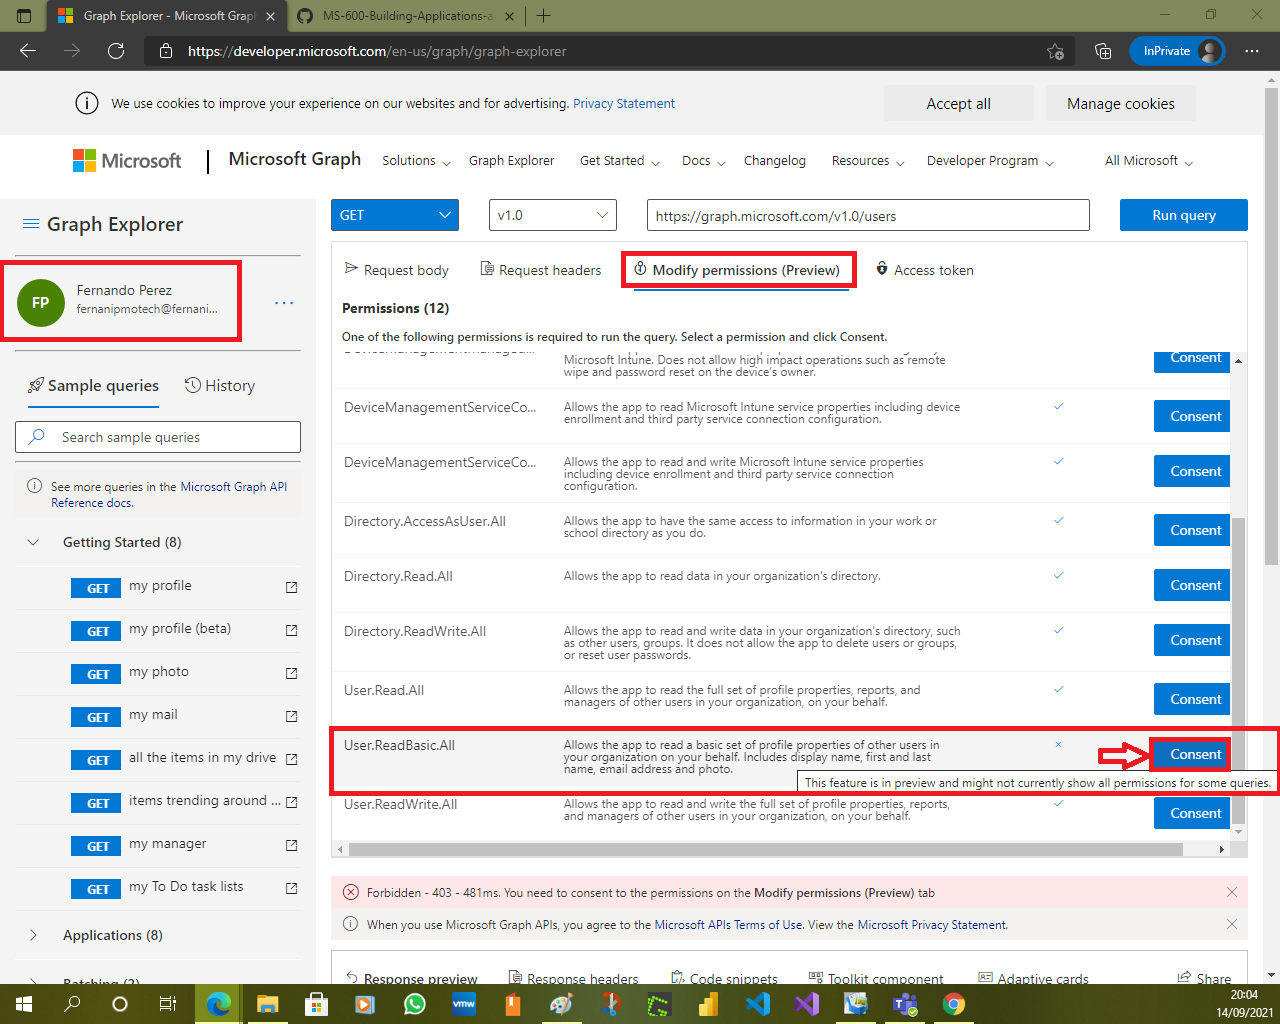 Graph Explorer - Microsoft Graph
MS-600-Building-Applications-a
https://developer.microsoft.com/en-us/graph/graph-explorer
InPrivate
We use cookies to improve your experience on our websites and for advertising. Privacy Statement
Accept all
Manage cookies
Microsoft
Microsoft Graph
Solutions
Graph Explorer
Get Started
Docs
Changelog
Resources
Developer Program
All Microsoft
Graph Explorer
GET
v1.0
https://graph.microsoft.com/v1.0/users
Run query
FP
Fernando Perez
fernanipmotech@fernani...
Request body
Request headers
Modify permissions (Preview)
Access token
Permissions (12)
One of the following permissions is required to run the query. Select a permission and click Consent.
Sample queries
History
Search sample queries
See more queries in the Microsoft Graph API
Reference docs.
Getting Started (8)
GET my profile
GET my profile (beta)
GET my photo
GET my mail
GET all the items in my drive
GET items trending around ...
GET my manager
GET my To Do task lists
Applications (8)
Batching (2)
Microsoft Intune. Does not allow high impact operations such as remote
wipe and password reset on the device's owner.
Consent
DeviceManagementServiceCo...
Allows the app to read Microsoft Intune service properties including device
enrollment and third party service connection configuration.
Consent
DeviceManagementServiceCo...
Allows the app to read and write Microsoft Intune service properties
including device enrollment and third party service connection
configuration.
Consent
Directory.AccessAsUser.All
Allows the app to have the same access to information in your work or
school directory as you do.
Consent
Directory.Read.All
Allows the app to read data in your organization's directory.
Consent
Directory.ReadWrite.All
Allows the app to read and write data in your organization's directory, such
as other users, groups. It does not allow the app to delete users or groups,
or reset user passwords.
Consent
User.Read.All
Allows the app to read the full set of profile properties, reports, and
managers of other users in your organization, on your behalf.
Consent
User.ReadBasic.All
Allows the app to read a basic set of profile properties of other users in
your organization on your behalf. Includes display name, first and last
name, email address and photo.
Consent
This feature is in preview and might not currently show all permissions for some queries.
User.ReadWrite.All
Allows the app to read and write the full set of profile properties, reports,
and managers of other users in your organization, on your behalf.
Consent
Forbidden - 403 - 481ms. You need to consent to the permissions on the Modify permissions (Preview) tab
When you use Microsoft Graph APIs, you agree to the Microsoft APIs Terms of Use. View the Microsoft Privacy Statement.
Response preview
Response headers
Code snippets
Toolkit component
Adaptive cards
Share
vmw
20:04
14/09/2021